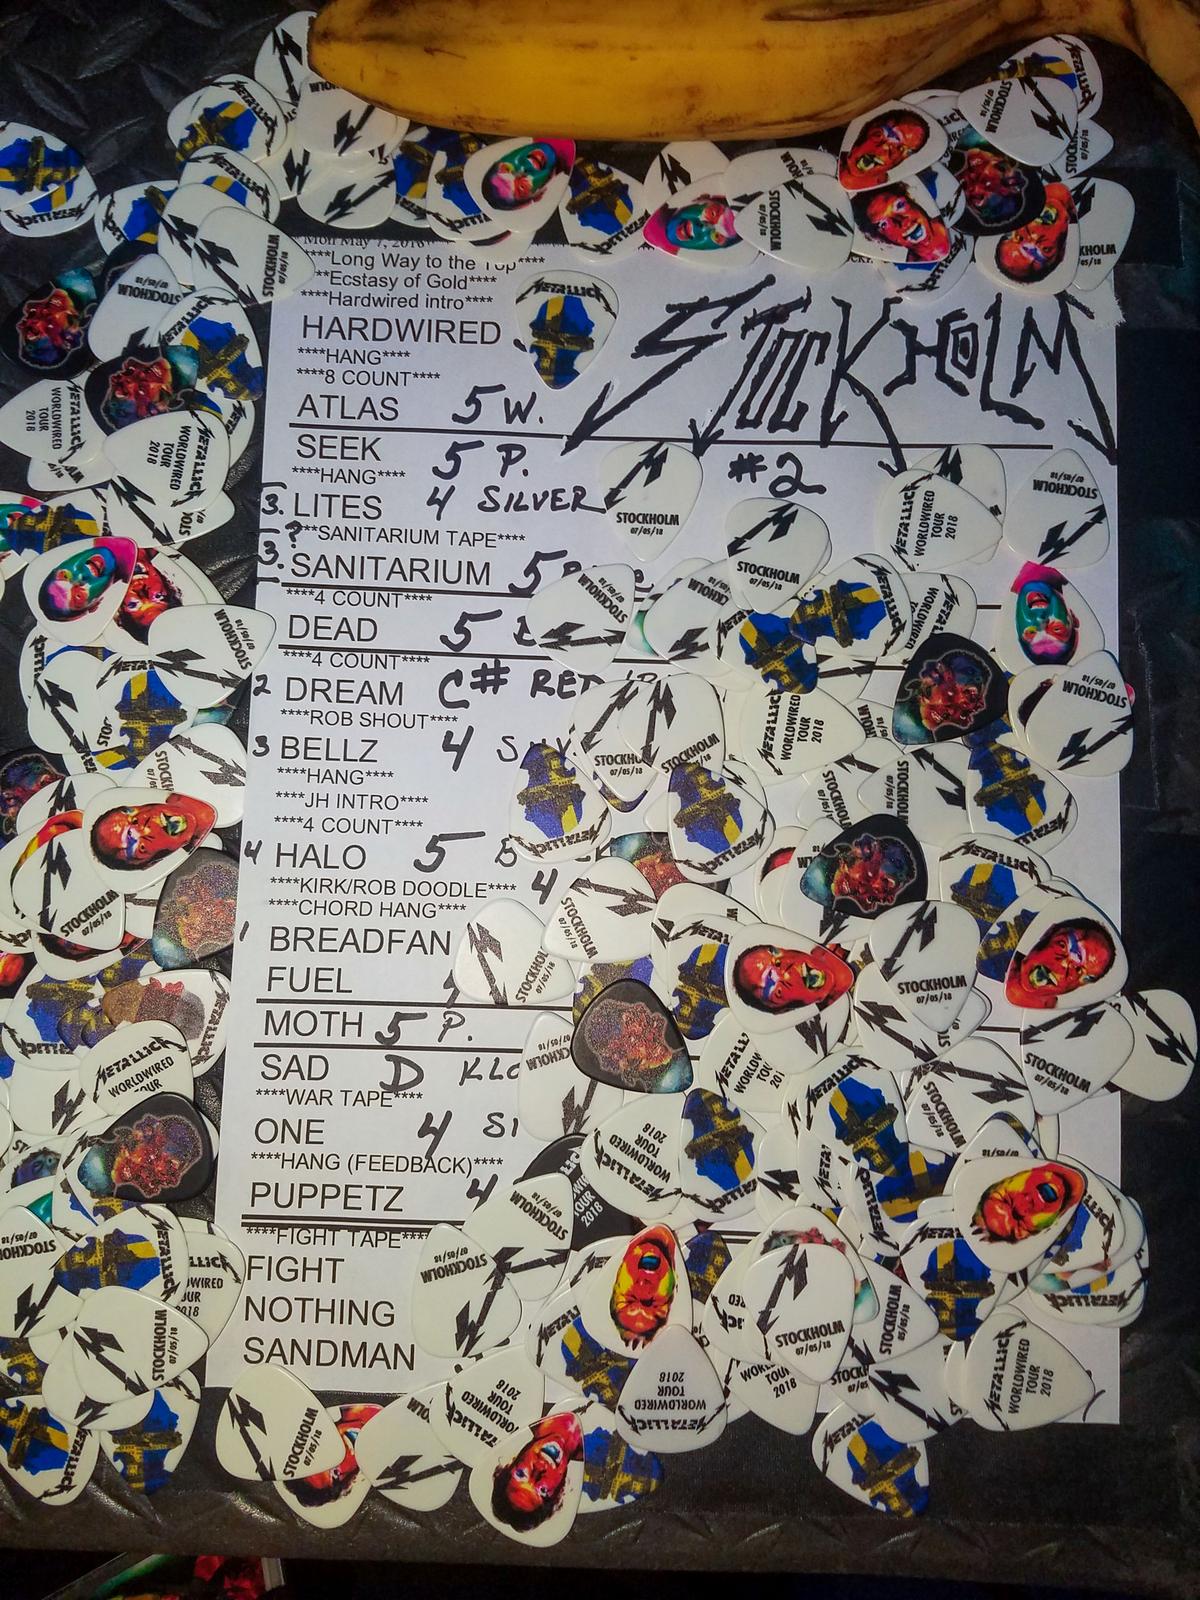 Mon May 7, 2018
****Long Way to the Top****
****Ecstasy of Gold****
****Hardwired intro****
HARDWIRED
STOCKHOLM
****HANG****
****8 COUNT****
ATLAS 5 W.
SEEK 5 P.
#2
****HANG****
3. LITES 4 SILVER
? ***SANITARIUM TAPE****
3. SANITARIUM 5
****4 COUNT****
DEAD 5
****4 COUNT****
2 DREAM C# RED
****ROB SHOUT****
3 BELLZ 4
****HANG****
****JH INTRO****
****4 COUNT****
4 HALO 5
****KIRK/ROB DOODLE**** 4
****CHORD HANG****
1 BREADFAN
FUEL
MOTH 5 P.
SAD D
****WAR TAPE****
ONE 4
****HANG (FEEDBACK)****
PUPPETZ 4
****FIGHT TAPE****
FIGHT
NOTHING
SANDMAN
METALLICA
STOCKHOLM
07/05/18
METALLICA
WORLDWIRED
TOUR
2018